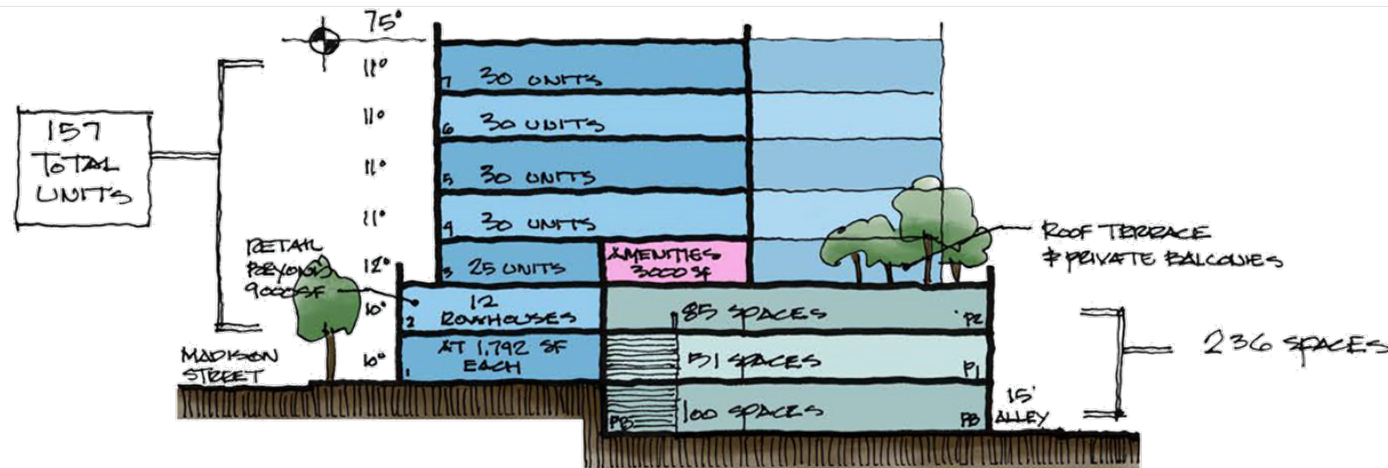 75°
11°
7 30 UNITS
11°
6 30 UNITS
157
TOTAL
UNITS
11°
5 30 UNITS
11°
4 30 UNITS
RETAIL
BEYOND
9000 SF
12°
3 25 UNITS
AMENITIES
3000 SF
ROOF TERRACE
& PRIVATE BALCONIES
10°
2
12
ROWHOUSES
85 SPACES
P2
236 SPACES
MADISON
STREET
10°
1
AT 1,792 SF
EACH
51 SPACES
P1
PB
100 SPACES
PB
15'
ALLEY